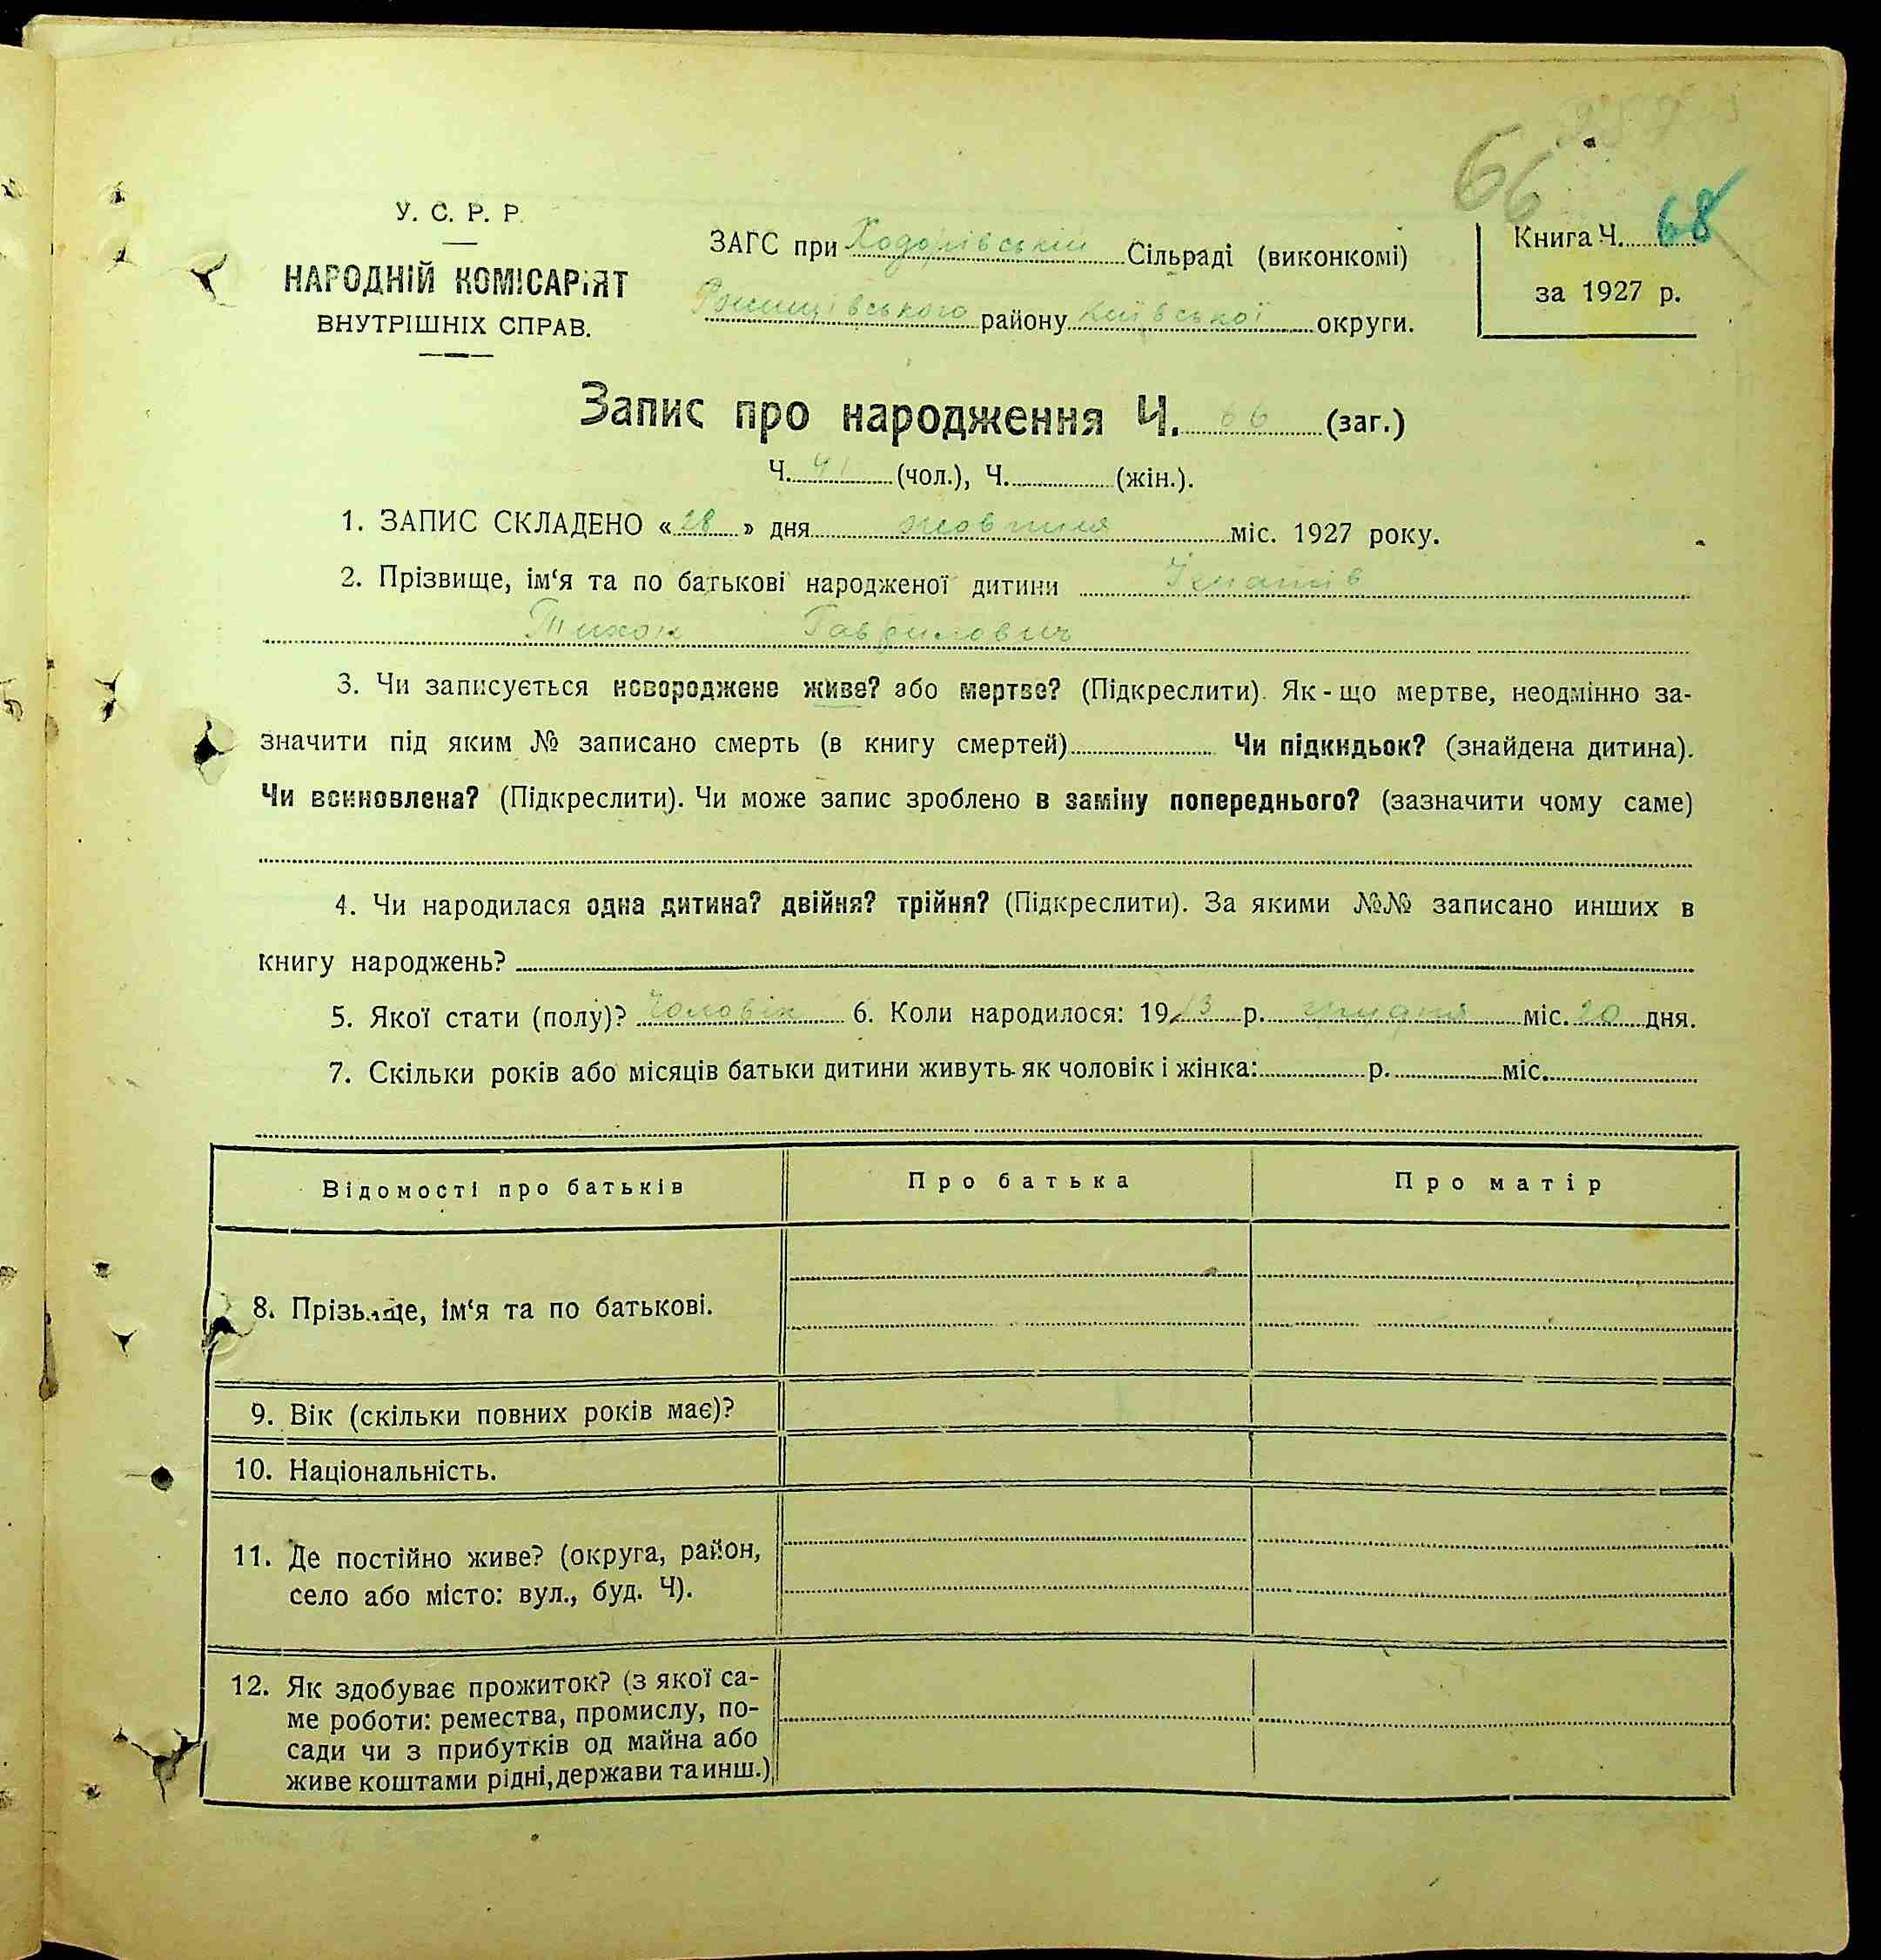 66
У. С. Р. Р.
НАРОДНІЙ КОМІСАРІЯТ
ВНУТРІШНІХ СПРАВ.
ЗАГС при Ходорівській Сільраді (виконкомі)
Ржищівського району Київської округи.
Книга Ч. 68
за 1927 р.
Запис про народження Ч. 66 (заг.)
Ч. 41 (чол.), Ч. (жін.).
1. ЗАПИС СКЛАДЕНО «28» дня жовтня міс. 1927 року.
2. Прізвище, ім‘я та по батькові народженої дитини
Тихон Гаврилович
3. Чи записується новороджене живе? або мертве? (Підкреслити). Як-що мертве, неодмінно за-
значити під яким № записано смерть (в книгу смертей) Чи підкидьок? (знайдена дитина).
Чи всиновлена? (Підкреслити). Чи може запис зроблено в заміну попереднього? (зазначити чому саме)
4. Чи народилася одна дитина? двійня? трійня? (Підкреслити). За якими №№ записано инших в
книгу народжень?
5. Якої стати (полу)? Чоловік 6. Коли народилося: 1913 р. грудня міс. 20 дня.
7. Скільки років або місяців батьки дитини живуть як чоловік і жінка: р. міс.
Відомості про батьків Про батька Про матір
8. Прізвище, ім‘я та по батькові.
9. Вік (скільки повних років має)?
10. Національність.
11. Де постійно живе? (округа, район,
село або місто: вул., буд. Ч).
12. Як здобуває прожиток? (з якої са-
ме роботи: ремества, промислу, по-
сади чи з прибутків од майна або
живе коштами рідні, держави та инш.)